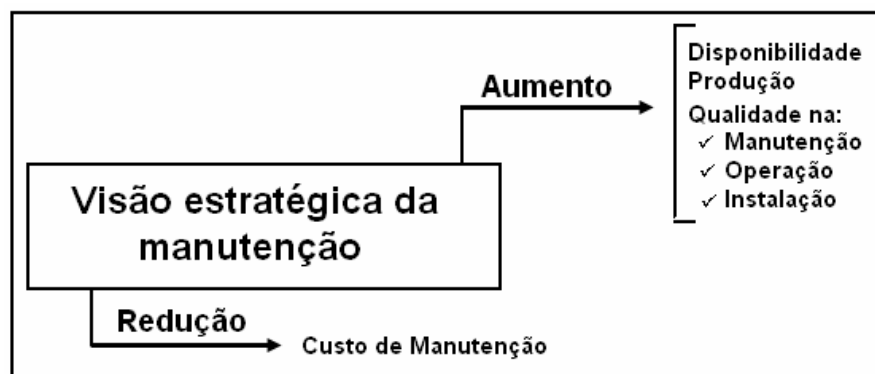 Aumento
Disponibilidade
Produção
Qualidade na:
✓ Manutenção
✓ Operação
✓ Instalação
Visão estratégica da
manutenção
Redução
Custo de Manutenção